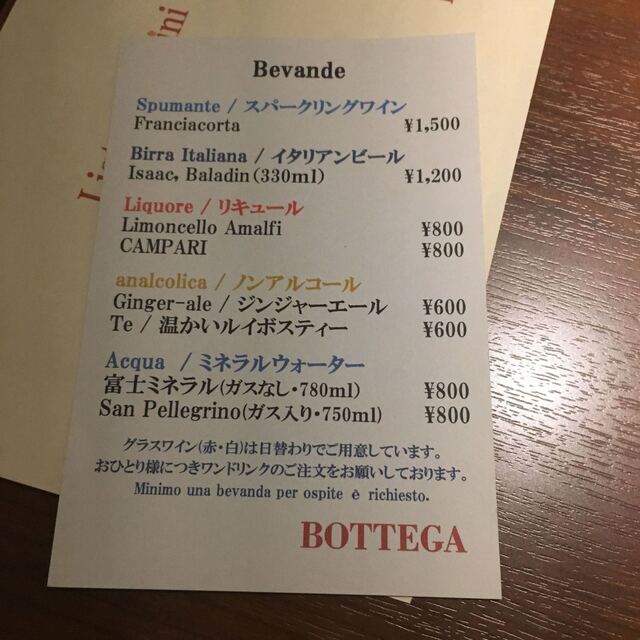 Bevande
Spumante / スパークリングワイン
Franciacorta ¥1,500
Birra Italiana / イタリアンビール
Isaac, Baladin(330ml) ¥1,200
Liquore / リキュール
Limoncello Amalfi ¥800
CAMPARI ¥800
analcolica / ノンアルコール
Ginger-ale / ジンジャーエール ¥600
Te / 温かいルイボスティー ¥600
Acqua / ミネラルウォーター
富士ミネラル(ガスなし・780ml) ¥800
San Pellegrino(ガス入り・750ml) ¥800
グラスワイン(赤・白)は日替わりでご用意しています。
おひとり様につきワンドリンクのご注文をお願いしております。
Minimo una bevanda per ospite è richiesto.
BOTTEGA